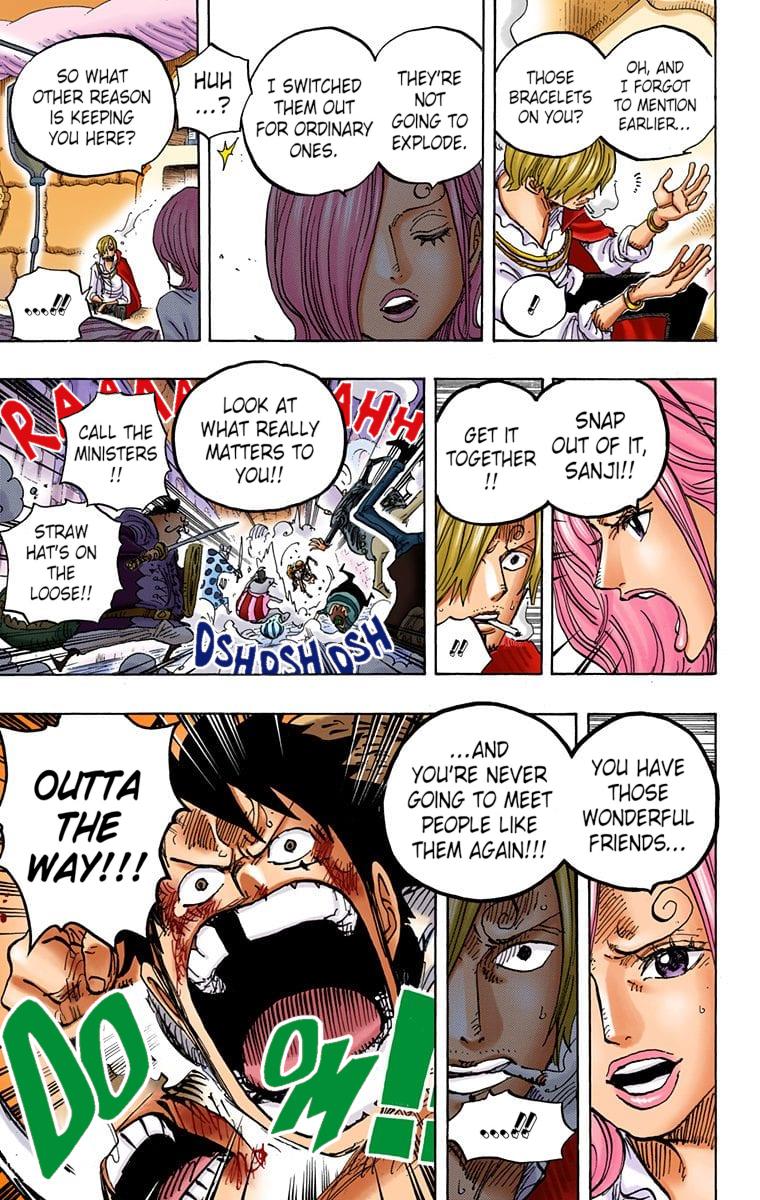 OH, AND
I FORGOT
TO MENTION
EARLIER...
THOSE
BRACELETS
ON YOU?
!
THEY'RE
NOT
GOING TO
EXPLODE.
I SWITCHED
THEM OUT
FOR ORDINARY
ONES.
HUH
...?
SO WHAT
OTHER REASON
IS KEEPING
YOU HERE?
....!!
SNAP
OUT OF IT,
SANJI!!
GET IT
TOGETHER
!!
!!
LOOK AT
WHAT REALLY
MATTERS
TO YOU!!
CALL THE
MINISTERS
!!
STRAW
HAT'S ON
THE
LOOSE!!
DSH DSH DSH
YOU HAVE
THOSE
WONDERFUL
FRIENDS...
...AND
YOU'RE NEVER
GOING TO MEET
PEOPLE LIKE
THEM AGAIN!!!
....!!
OUTTA
THE
WAY!!!
DOOM!!